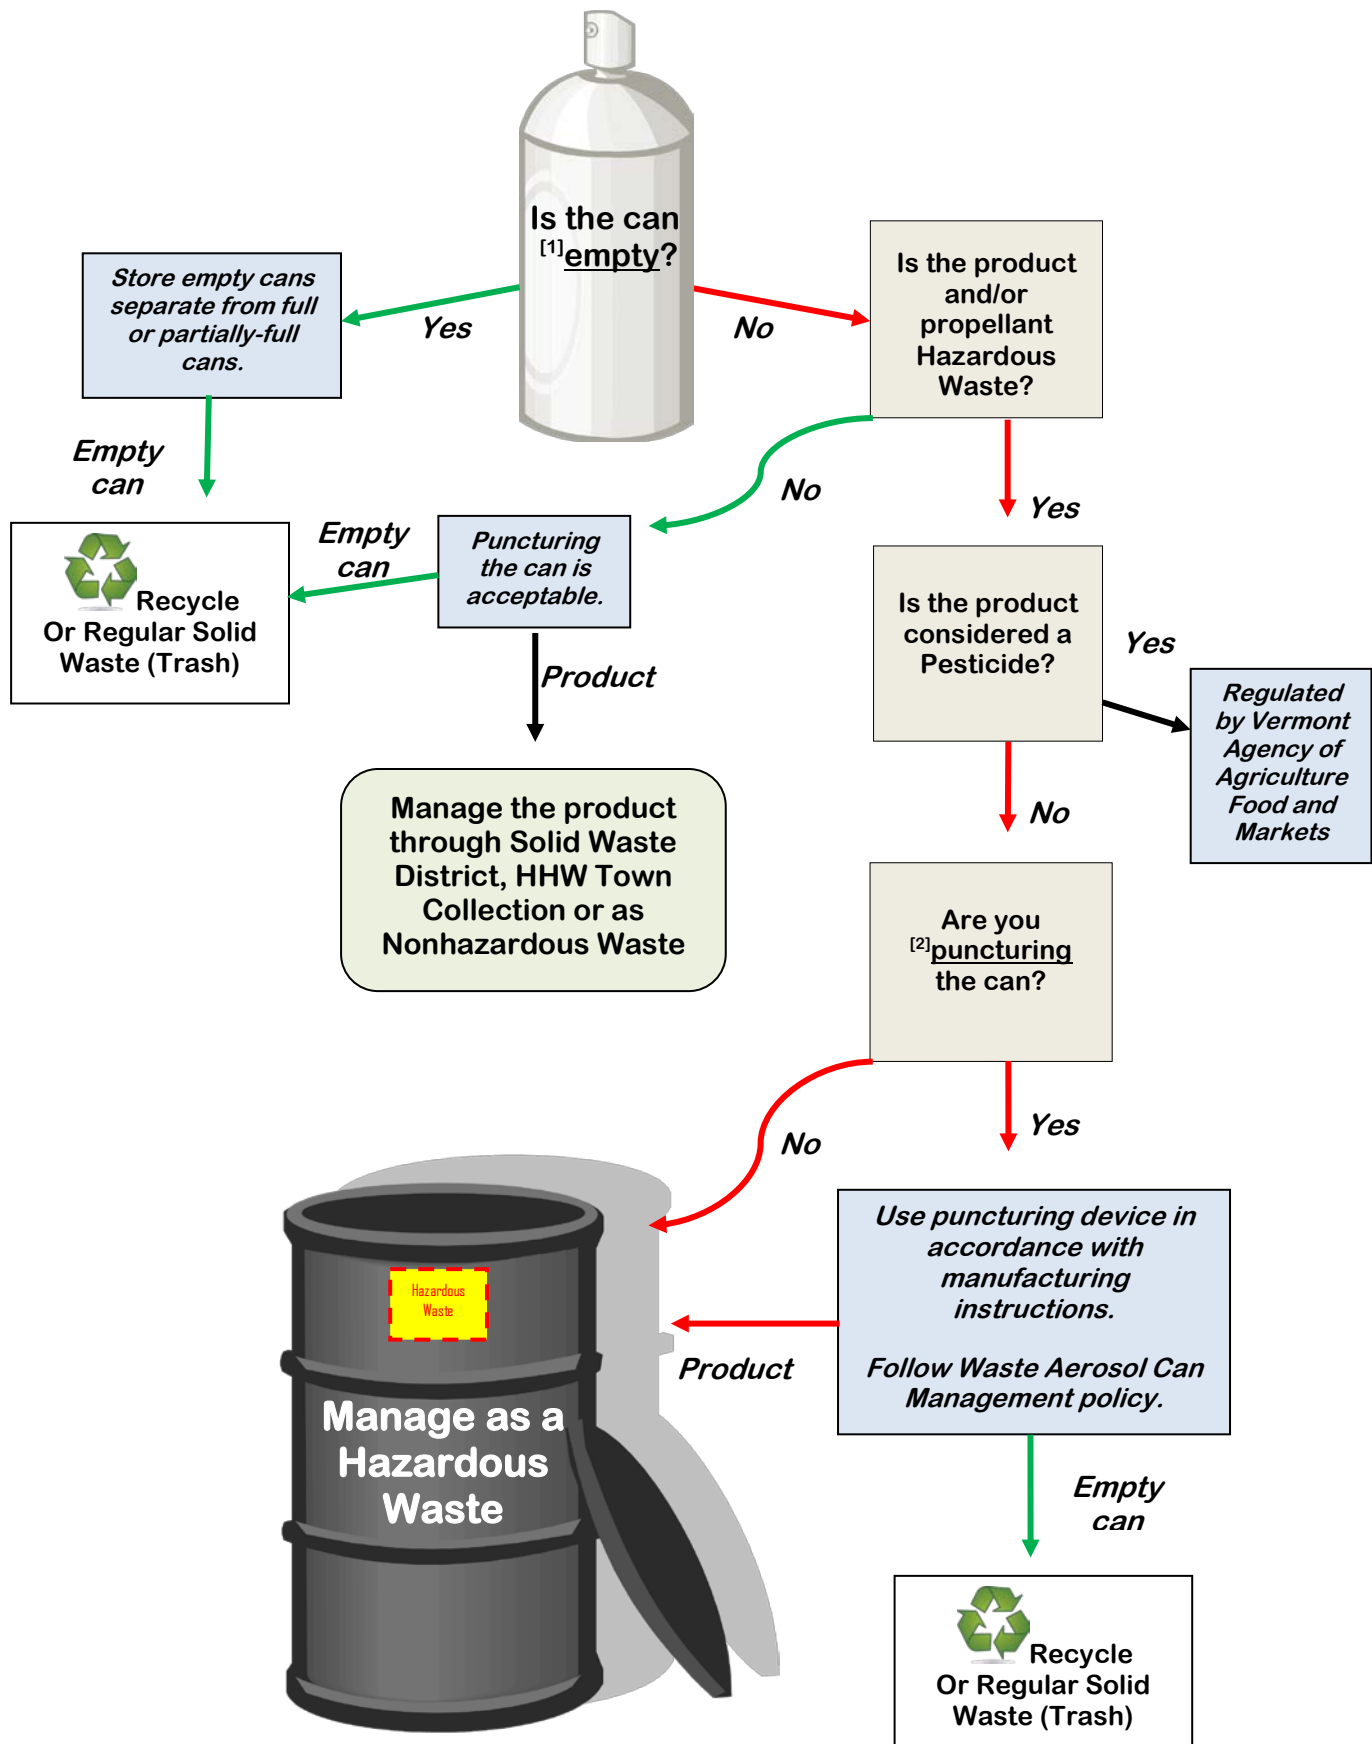 Is the can
[1]empty?
Store empty cans
separate from full
or partially-full
cans.
Yes
No
Is the product
and/or
propellant
Hazardous
Waste?
Empty
can
No
Yes
Recycle
Or Regular Solid
Waste (Trash)
Empty
can
Puncturing
the can is
acceptable.
Product
Is the product
considered a
Pesticide?
Yes
Regulated
by Vermont
Agency of
Agriculture
Food and
Markets
No
Manage the product
through Solid Waste
District, HHW Town
Collection or as
Nonhazardous Waste
Are you
[2]puncturing
the can?
No
Yes
Use puncturing device in
accordance with
manufacturing
instructions.
Follow Waste Aerosol Can
Management policy.
Product
Hazardous
Waste
Manage as a
Hazardous
Waste
Empty
can
Recycle
Or Regular Solid
Waste (Trash)